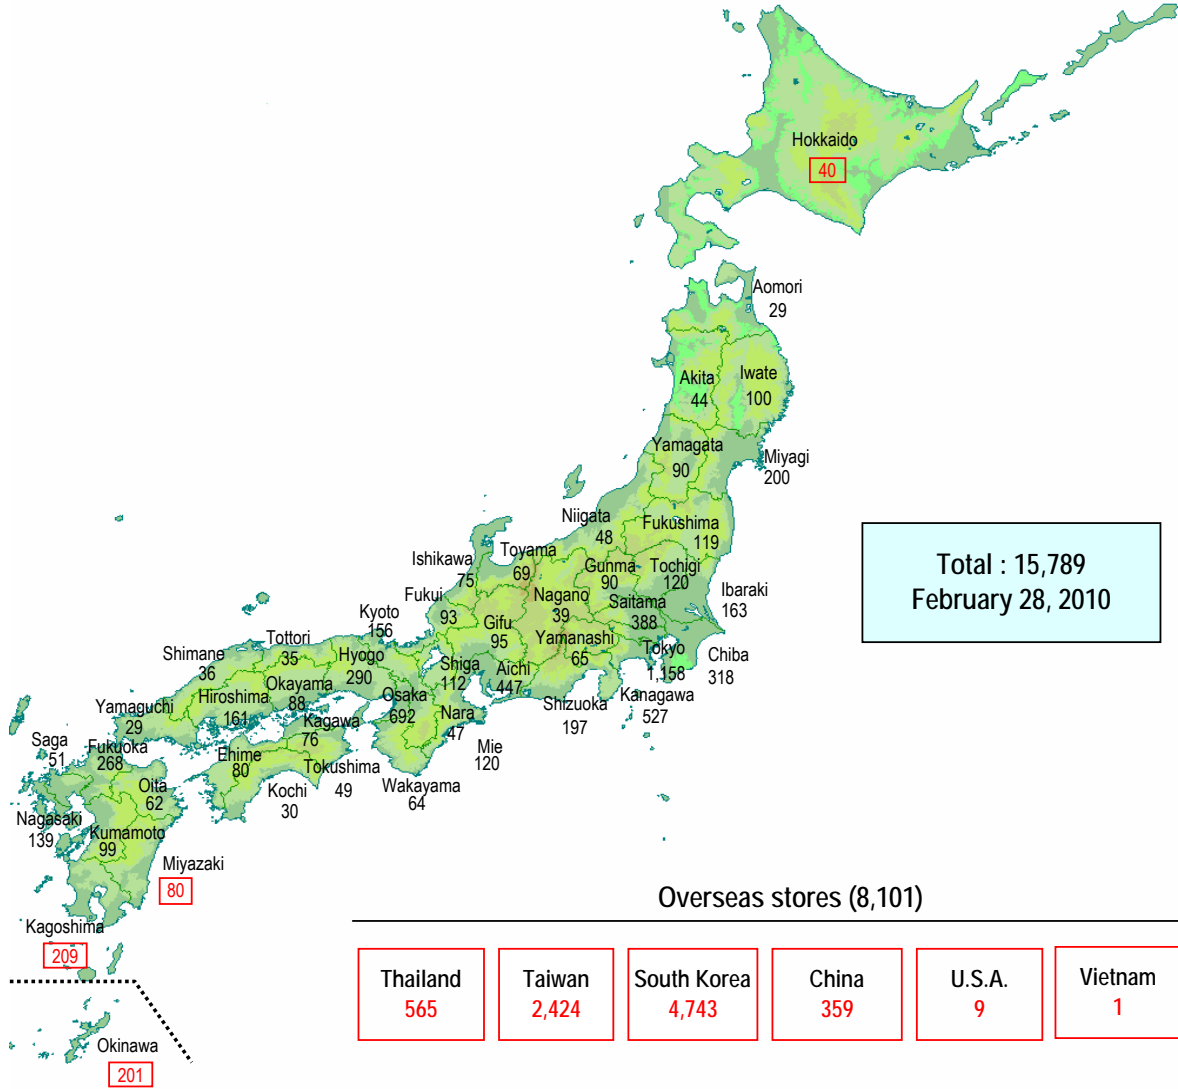 Hokkaido
40
Aomori
29
Akita
44
Iwate
100
Yamagata
90
Miyagi
200
Niigata
48
Fukushima
119
Ishikawa
75
Toyama
69
Gunma
90
Tochigi
120
Ibaraki
163
Fukui
93
Nagano
39
Saitama
388
Kyoto
156
Gifu
95
Yamanashi
65
Tokyo
1,158
Chiba
318
Shimane
36
Tottori
35
Hyogo
290
Shiga
112
Aichi
447
Kanagawa
527
Shizuoka
197
Yamaguchi
29
Hiroshima
161
Okayama
88
Osaka
692
Nara
47
Mie
120
Saga
51
Fukuoka
268
Ehime
80
Kagawa
76
Tokushima
49
Kochi
30
Wakayama
64
Oita
62
Nagasaki
139
Kumamoto
99
Miyazaki
80
Kagoshima
209
Okinawa
201
Total : 15,789
February 28, 2010
Overseas stores (8,101)
Thailand
565
Taiwan
2,424
South Korea
4,743
China
359
U.S.A.
9
Vietnam
1